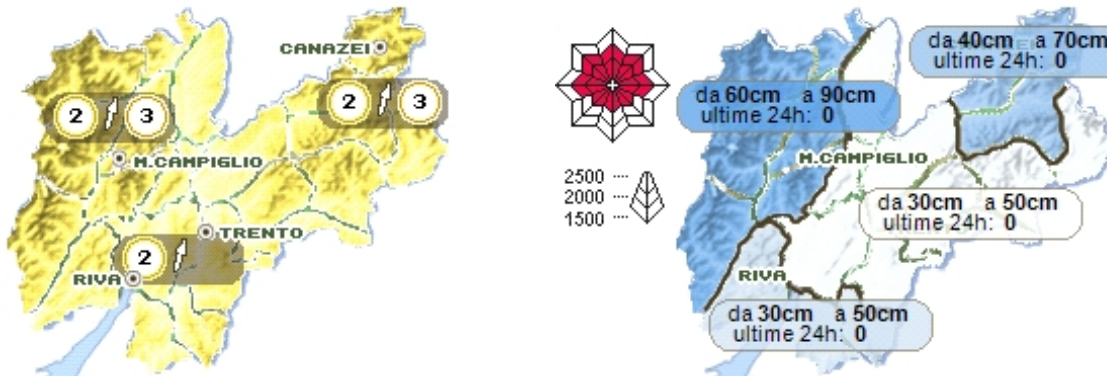 CANAZEI
2 3
2 3
M.CAMPIGLIO
TRENTO
2
RIVA
da 40cm a 70cm
ultime 24h: 0
da 60cm a 90cm
ultime 24h: 0
M.CAMPIGLIO
2500
2000
1500
da 30cm a 50cm
ultime 24h: 0
RIVA
da 30cm a 50cm
ultime 24h: 0